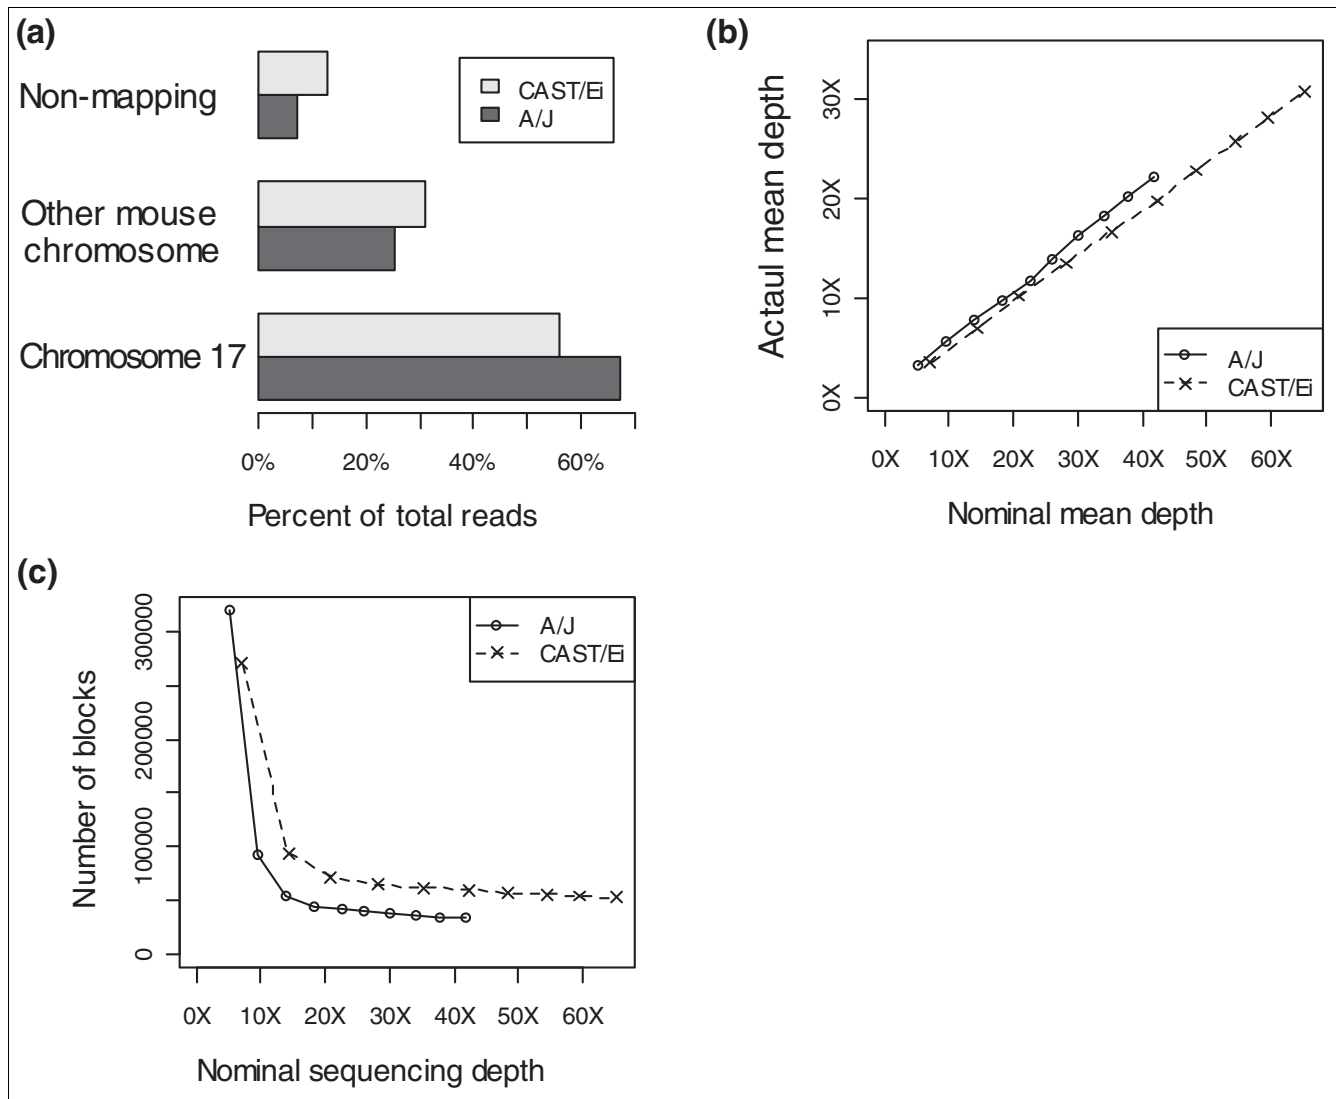 (a)
Non-mapping
Other mouse
chromosome
Chromosome 17
CAST/Ei
A/J
0% 20% 40% 60%
Percent of total reads
(b)
Actaul mean depth
30X
20X
10X
0X
A/J
CAST/Ei
0X 10X 20X 30X 40X 50X 60X
Nominal mean depth
(c)
Number of blocks
300000
200000
100000
0
A/J
CAST/Ei
0X 10X 20X 30X 40X 50X 60X
Nominal sequencing depth